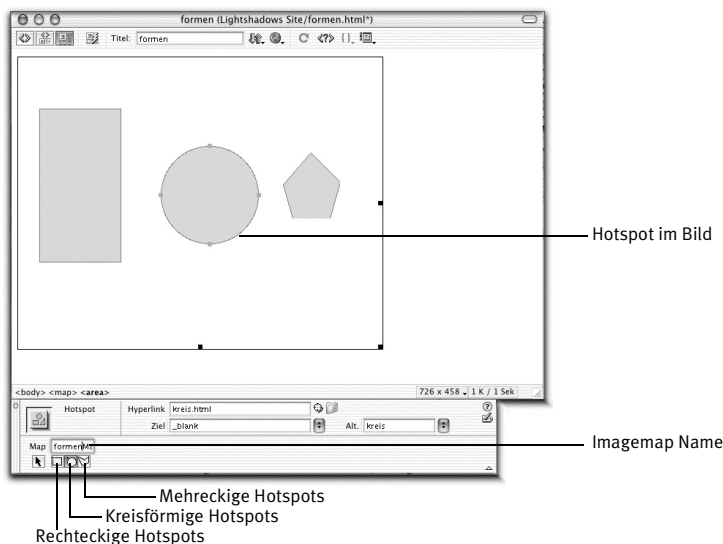 formen (Lightshadows Site/formen.html*)
Titel: formen
Hotspot im Bild
<body> <map> <area>
726 x 458 1 K / 1 Sek
Hotspot
Hyperlink kreis.html
Ziel _blank
Alt. kreis
Map
Imagemap Name
Mehreckige Hotspots
Kreisförmige Hotspots
Rechteckige Hotspots